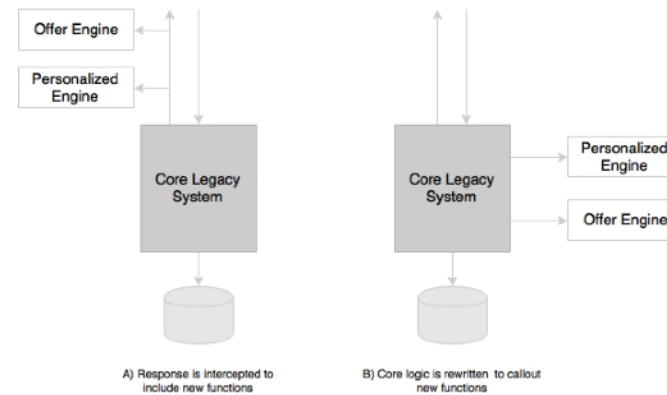 Offer Engine
Personalized
Engine
Core Legacy
System
A) Response is intercepted to
include new functions
Core Legacy
System
Personalized
Engine
Offer Engine
B) Core logic is rewritten to callout
new functions